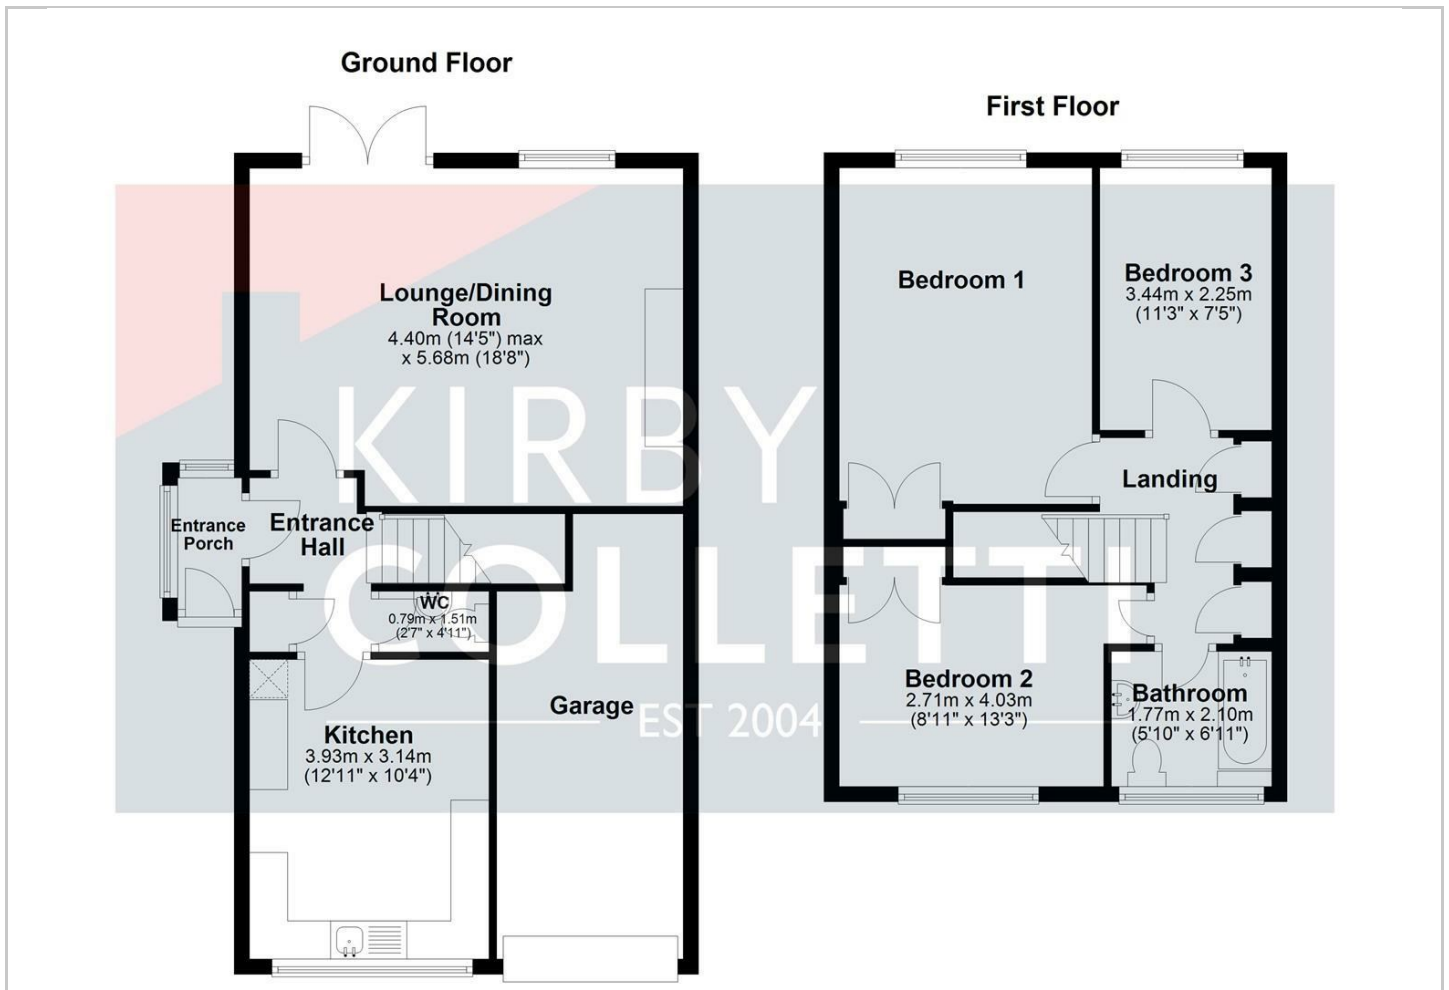 Ground Floor
First Floor
Lounge/Dining
Room
4.40m (14'5") max
x 5.68m (18'8")
Entrance
Porch
Entrance
Hall
WC
0.79m x 1.51m
(2'7" x 4'11")
Kitchen
3.93m x 3.14m
(12'11" x 10'4")
Garage
Bedroom 1
Bedroom 3
3.44m x 2.25m
(11'3" x 7'5")
Landing
Bedroom 2
2.71m x 4.03m
(8'11" x 13'3")
Bathroom
1.77m x 2.10m
(5'10" x 6'11")
KIRBY
COLLETTI
EST 2004